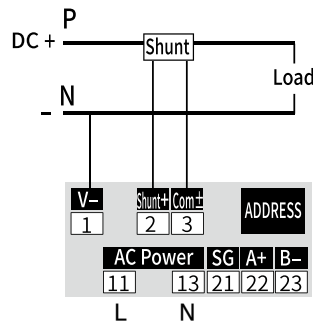 P
DC + Shunt
Load
N
−
V− Shunt+ Com± ADDRESS
1 2 3
AC Power SG A+ B−
11 13 21 22 23
L N